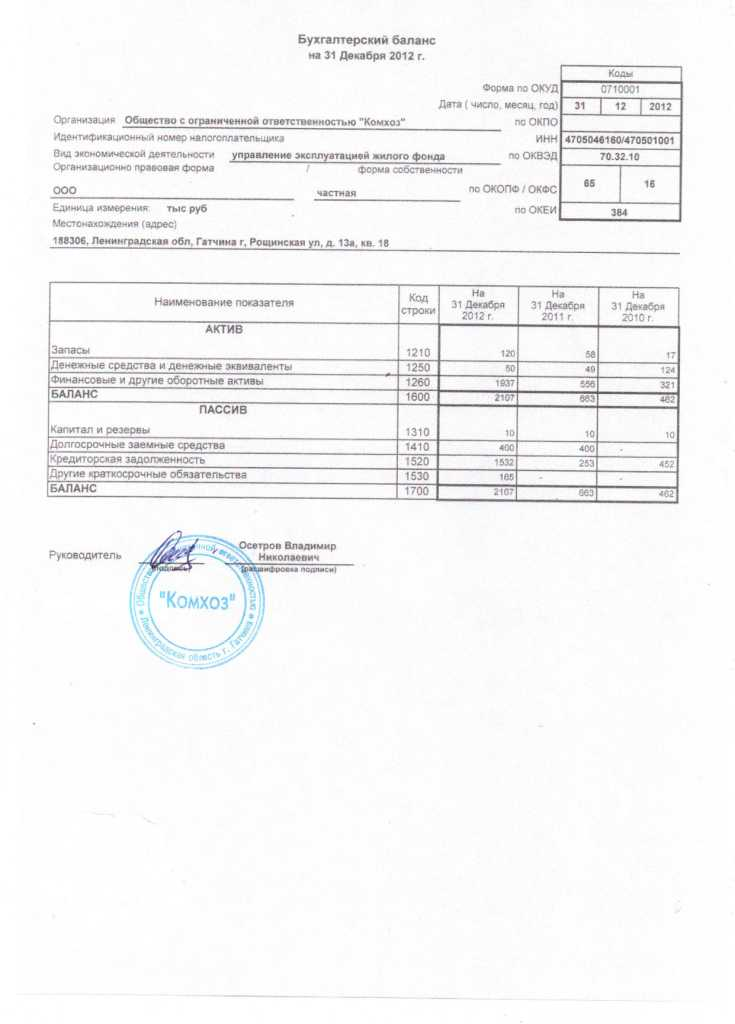 Бухгалтерский баланс
на 31 Декабря 2012 г.
Коды
Форма по ОКУД 0710001
Дата ( число, месяц, год) 31 12 2012
Организация Общество с ограниченной ответственностью "Комхоз" по ОКПО
Идентификационный номер налогоплательщика ИНН 4705046160/470501001
Вид экономической деятельности управление эксплуатацией жилого фонда по ОКВЭД 70.32.10
Организационно правовая форма / форма собственности
ООО частная по ОКОПФ / ОКФС 65 16
Единица измерения: тыс руб по ОКЕИ 384
Местонахождения (адрес)
188306, Ленинградская обл, Гатчина г, Рощинская ул, д. 13а, кв. 18
Наименование показателя Код строки На 31 Декабря 2012 г. На 31 Декабря 2011 г. На 31 Декабря 2010 г.
АКТИВ
Запасы 1210 120 58 17
Денежные средства и денежные эквиваленты 1250 50 49 124
Финансовые и другие оборотные активы 1260 1937 556 321
БАЛАНС 1600 2107 663 462
ПАССИВ
Капитал и резервы 1310 10 10 10
Долгосрочные заемные средства 1410 400 400 -
Кредиторская задолженность 1520 1532 253 452
Другие краткосрочные обязательства 1530 165 - -
БАЛАНС 1700 2107 663 462
Руководитель
Осетров Владимир
Николаевич
(подпись) (расшифровка подписи)
Общество с ограниченной ответственностью
"Комхоз"
Ленинградская область г. Гатчина